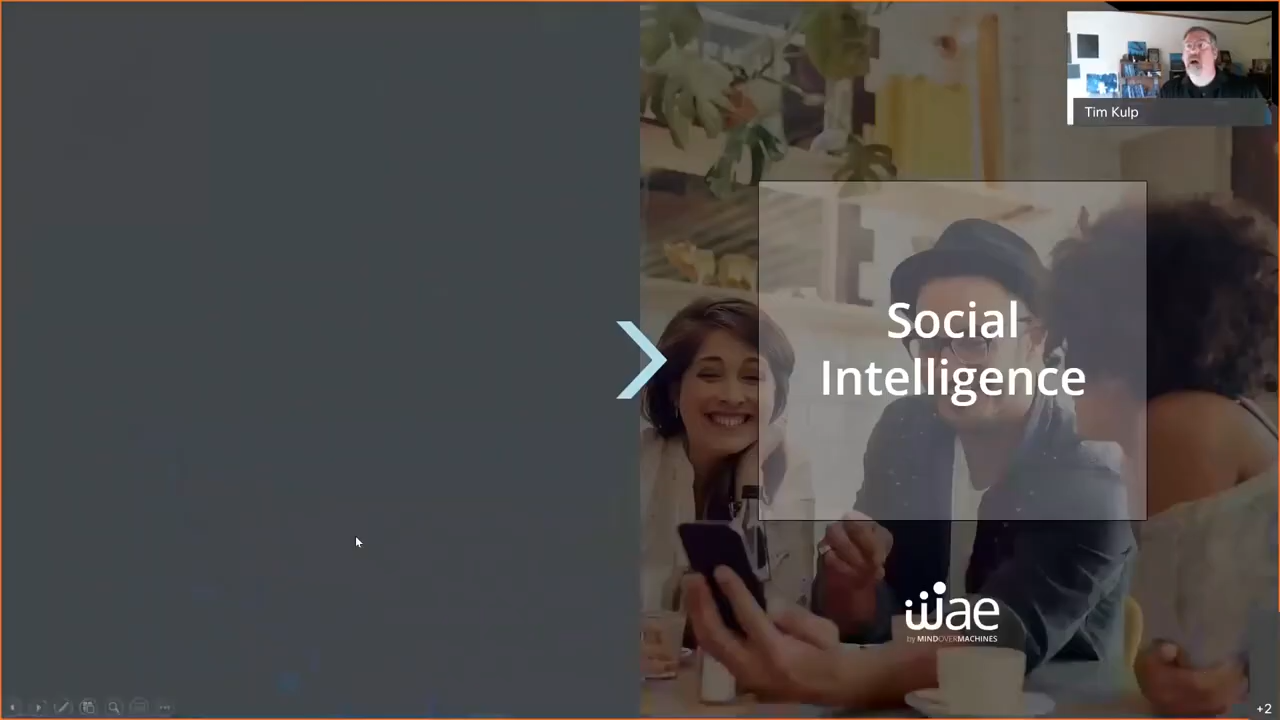 Tim Kulp
Social
Intelligence
wae
by MINDOVERMACHINES
+2